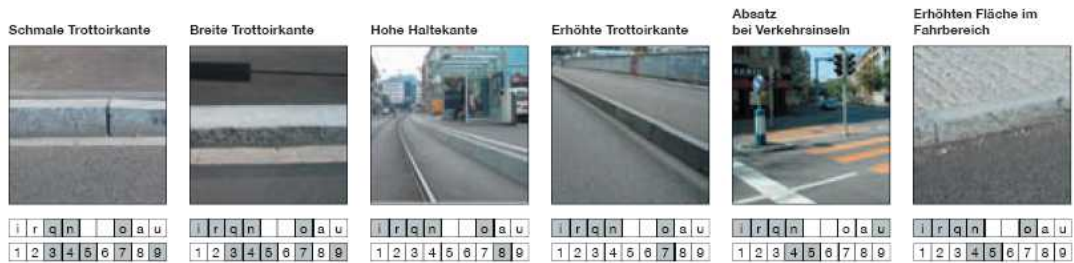 Schmale Trottoirkante
Breite Trottoirkante
Hohe Haltekante
Erhöhte Trottoirkante
Absatz
bei Verkehrsinseln
Erhöhten Fläche im
Fahrbereich
i r q n o a u
1 2 3 4 5 6 7 8 9
i r q n o a u
1 2 3 4 5 6 7 8 9
i r q n o a u
1 2 3 4 5 6 7 8 9
i r q n o a u
1 2 3 4 5 6 7 8 9
i r q n o a u
1 2 3 4 5 6 7 8 9
i r q n o a u
1 2 3 4 5 6 7 8 9